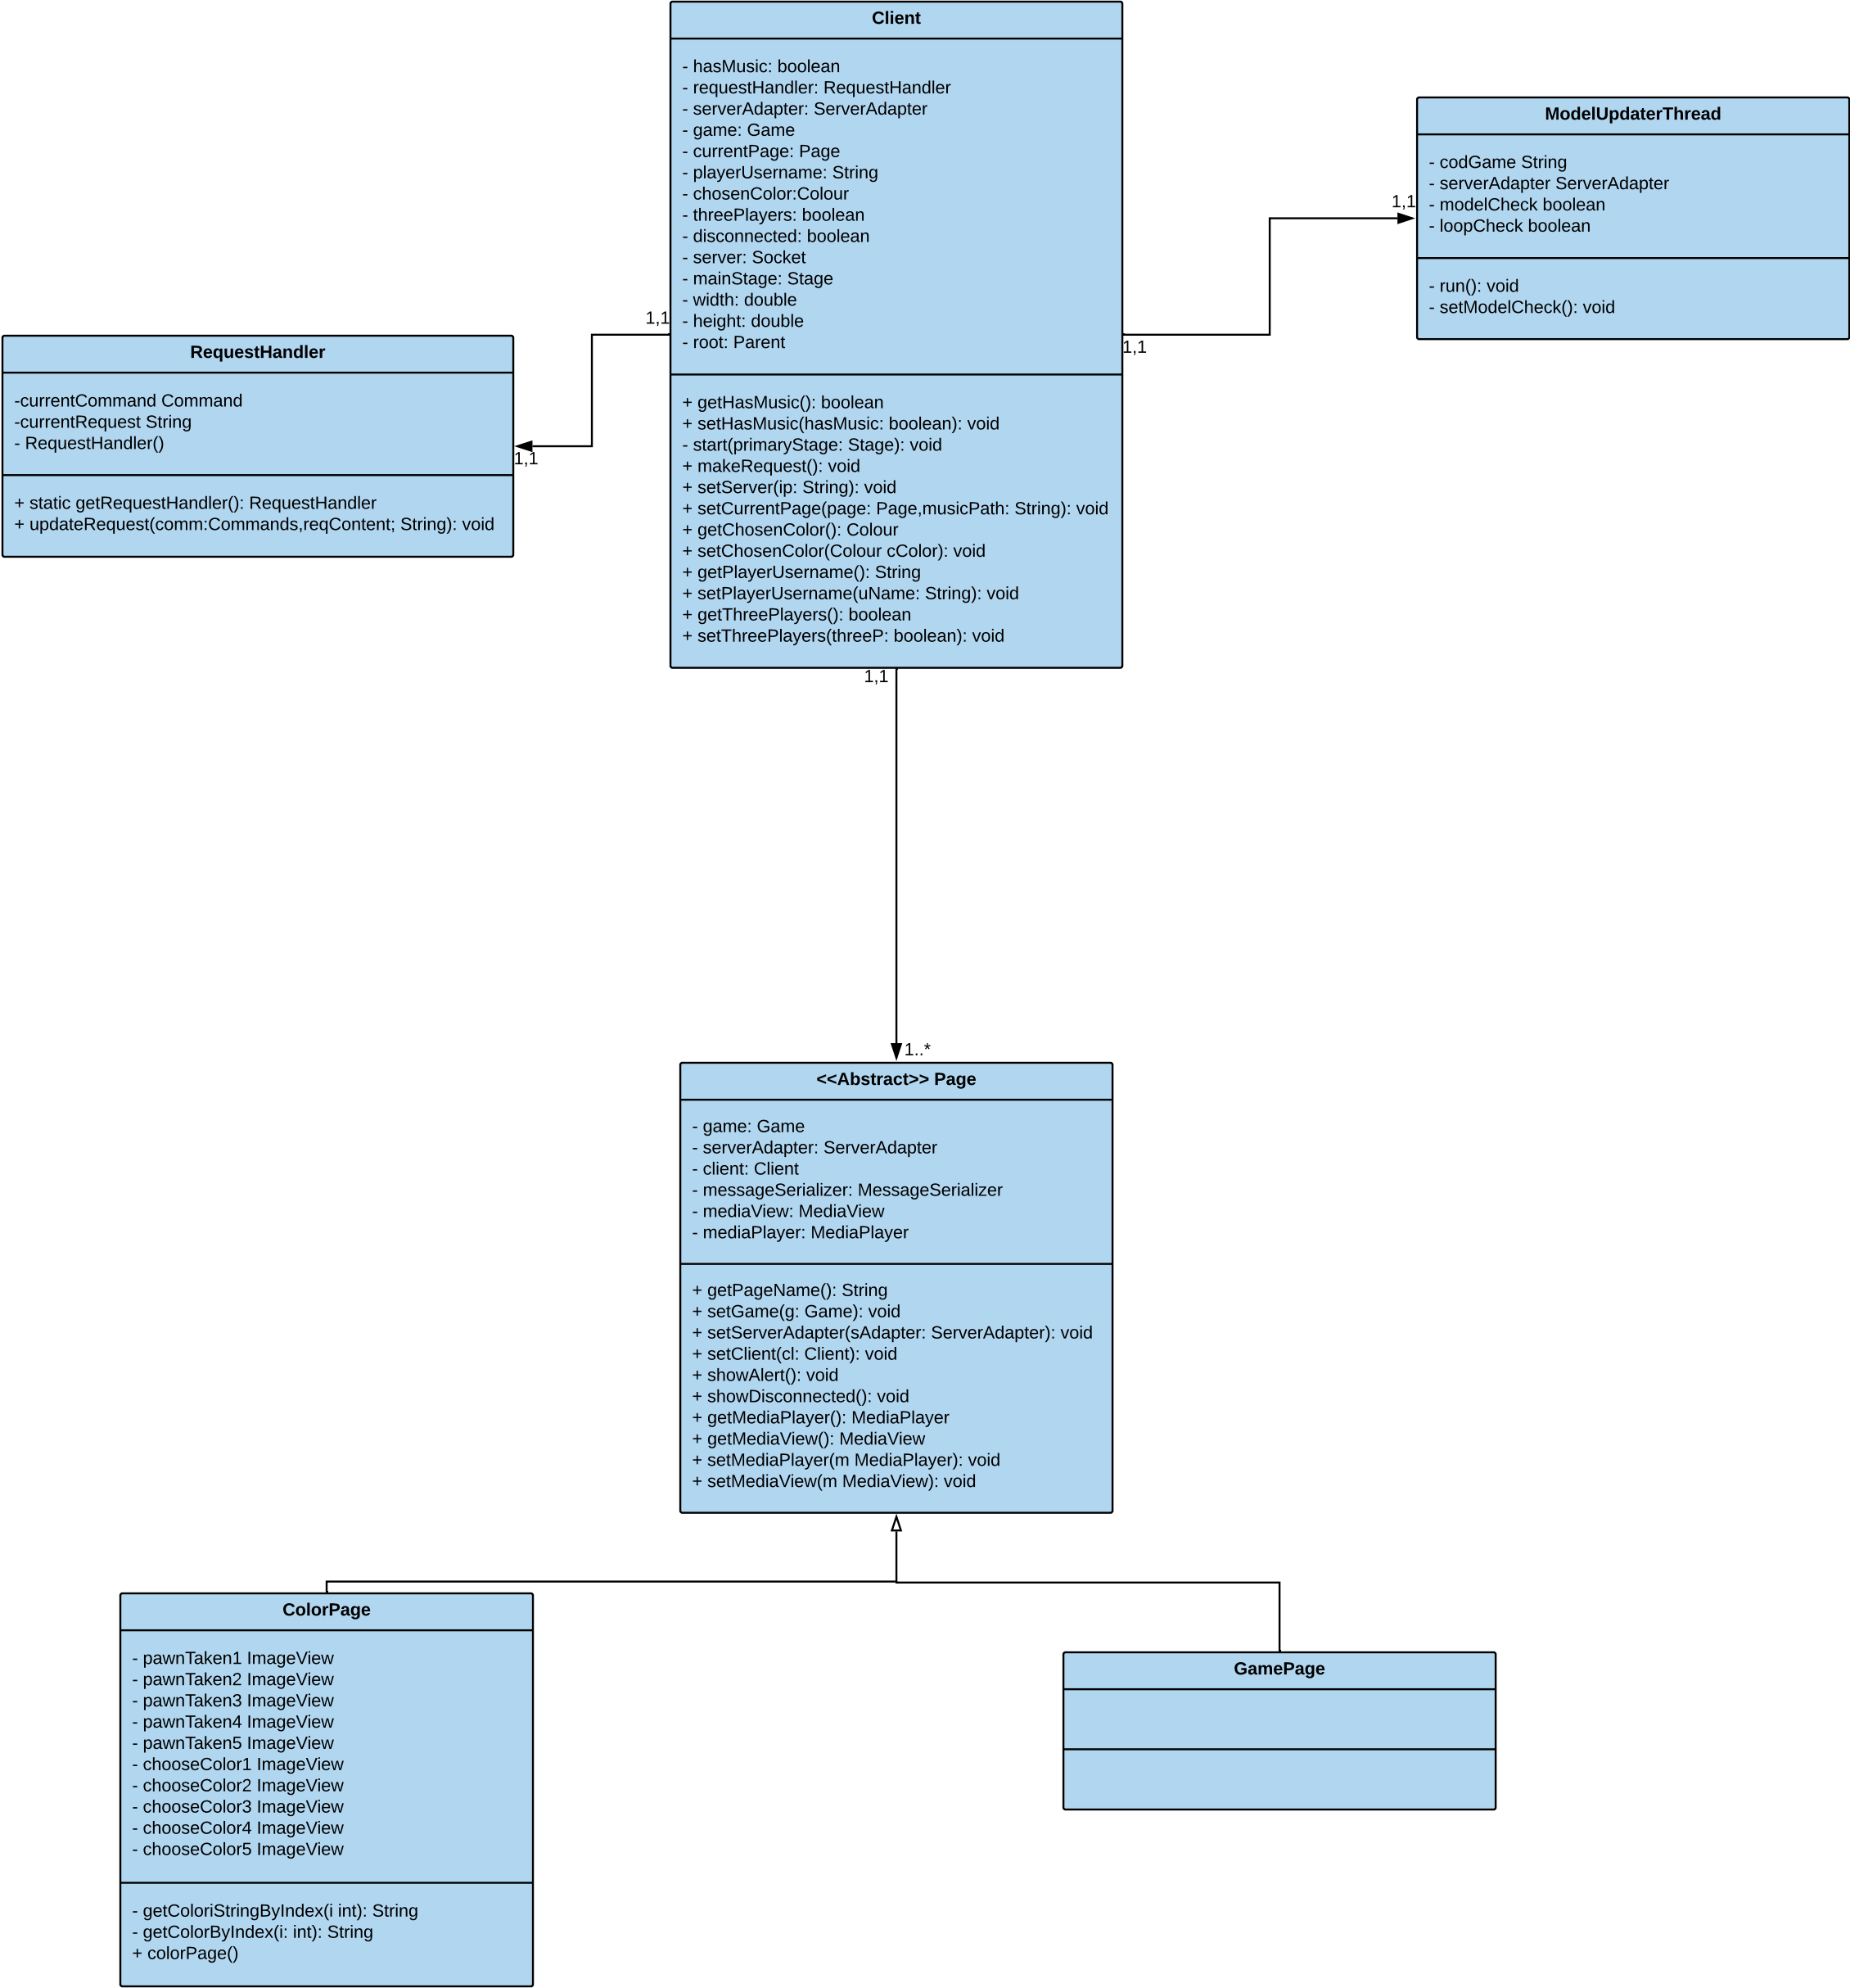 Client
- hasMusic: boolean
- requestHandler: RequestHandler
- serverAdapter: ServerAdapter
- game: Game
- currentPage: Page
- playerUsername: String
- chosenColor:Colour
- threePlayers: boolean
- disconnected: boolean
- server: Socket
- mainStage: Stage
- width: double
- height: double
- root: Parent
+ getHasMusic(): boolean
+ setHasMusic(hasMusic: boolean): void
- start(primaryStage: Stage): void
+ makeRequest(): void
+ setServer(ip: String): void
+ setCurrentPage(page: Page,musicPath: String): void
+ getChosenColor(): Colour
+ setChosenColor(Colour cColor): void
+ getPlayerUsername(): String
+ setPlayerUsername(uName: String): void
+ getThreePlayers(): boolean
+ setThreePlayers(threeP: boolean): void
ModelUpdaterThread
- codGame String
- serverAdapter ServerAdapter
- modelCheck boolean
- loopCheck boolean
- run(): void
- setModelCheck(): void
1,1
1,1
1,1
1,1
RequestHandler
-currentCommand Command
-currentRequest String
- RequestHandler()
+ static getRequestHandler(): RequestHandler
+ updateRequest(comm:Commands,reqContent; String): void
1,1
1..*
<<Abstract>> Page
- game: Game
- serverAdapter: ServerAdapter
- client: Client
- messageSerializer: MessageSerializer
- mediaView: MediaView
- mediaPlayer: MediaPlayer
+ getPageName(): String
+ setGame(g: Game): void
+ setServerAdapter(sAdapter: ServerAdapter): void
+ setClient(cl: Client): void
+ showAlert(): void
+ showDisconnected(): void
+ getMediaPlayer(): MediaPlayer
+ getMediaView(): MediaView
+ setMediaPlayer(m MediaPlayer): void
+ setMediaView(m MediaView): void
ColorPage
- pawnTaken1 ImageView
- pawnTaken2 ImageView
- pawnTaken3 ImageView
- pawnTaken4 ImageView
- pawnTaken5 ImageView
- chooseColor1 ImageView
- chooseColor2 ImageView
- chooseColor3 ImageView
- chooseColor4 ImageView
- chooseColor5 ImageView
- getColoriStringByIndex(i int): String
- getColorByIndex(i: int): String
+ colorPage()
GamePage